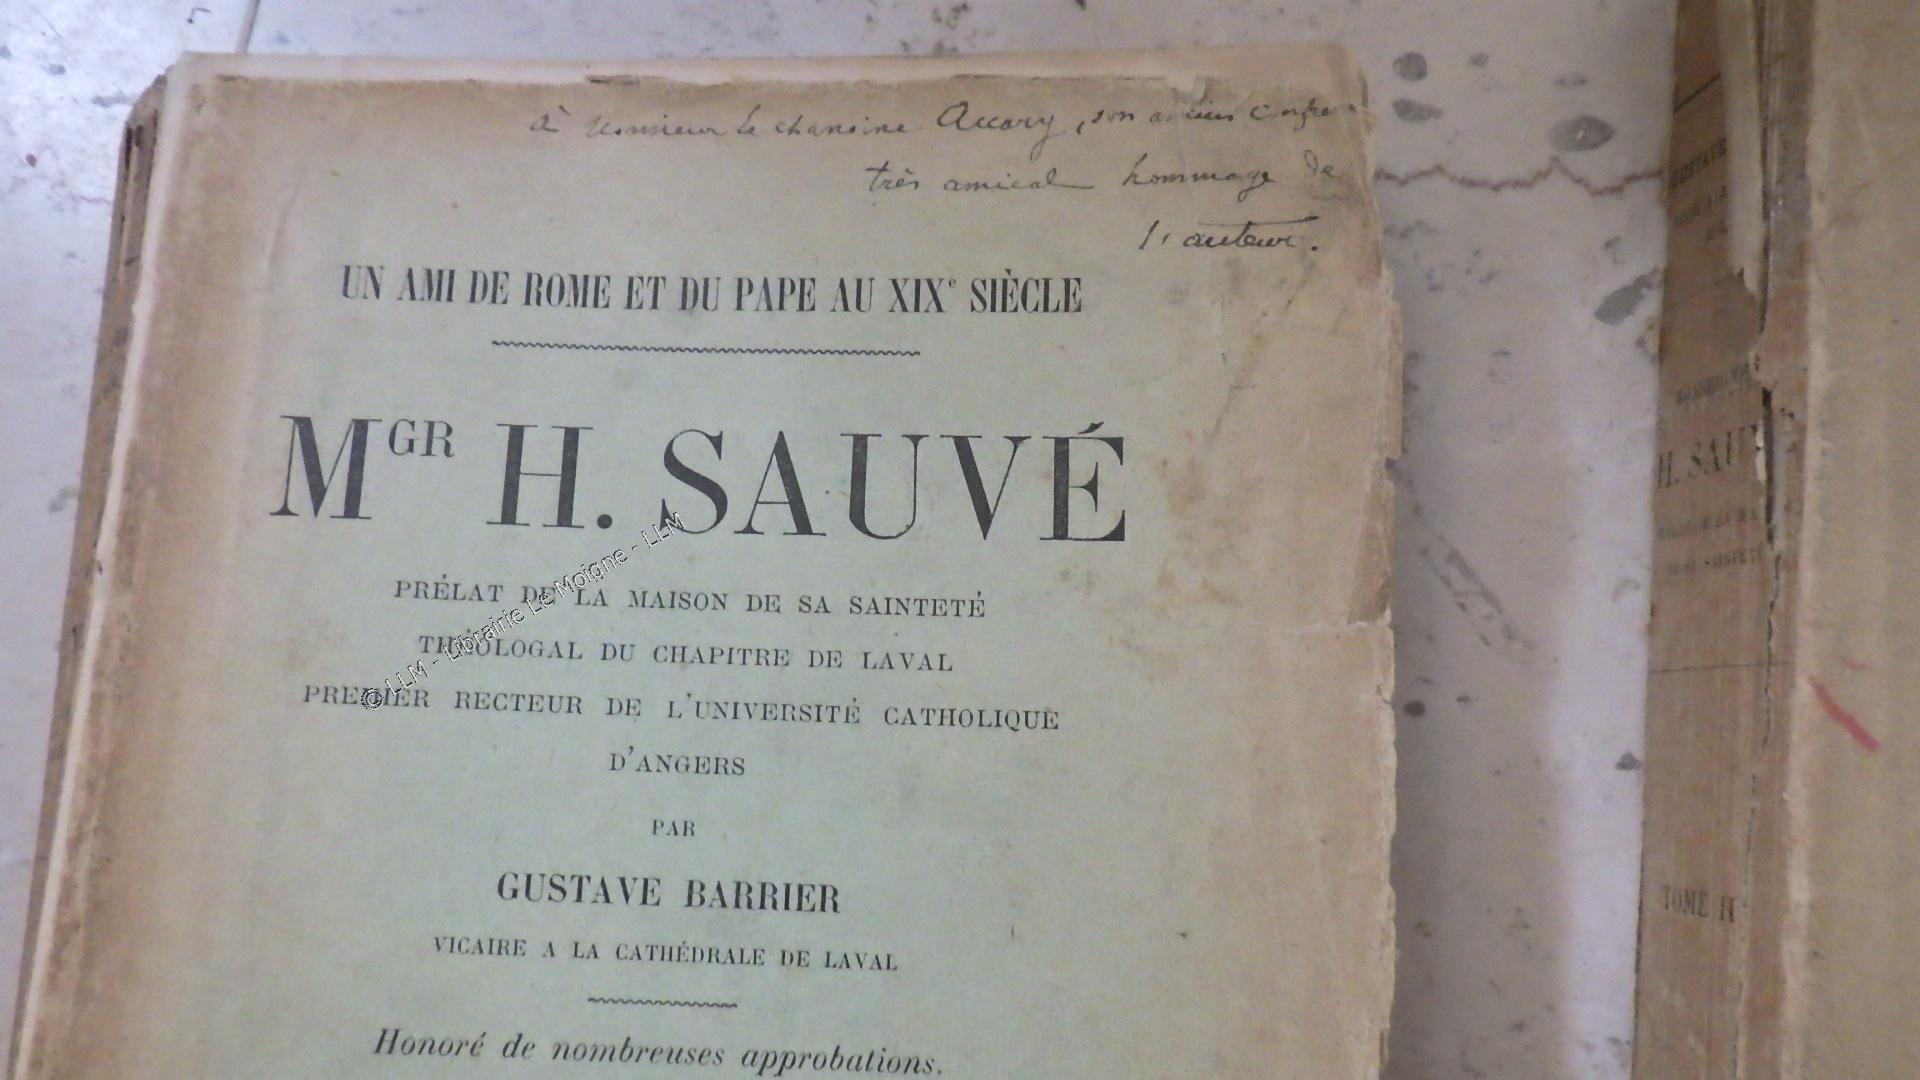 à Monsieur le chanoine Accary, son ancien confrère
très amical hommage de
l'auteur.
UN AMI DE ROME ET DU PAPE AU XIXe SIÈCLE
MGR H. SAUVÉ
PRÉLAT DE LA MAISON DE SA SAINTETÉ
THÉOLOGAL DU CHAPITRE DE LAVAL
PREMIER RECTEUR DE L'UNIVERSITÉ CATHOLIQUE
D'ANGERS
PAR
GUSTAVE BARRIER
VICAIRE A LA CATHÉDRALE DE LAVAL
Honoré de nombreuses approbations.
© LLM - Librairie Le Moigne - LLM
H. SAUV
TOME II